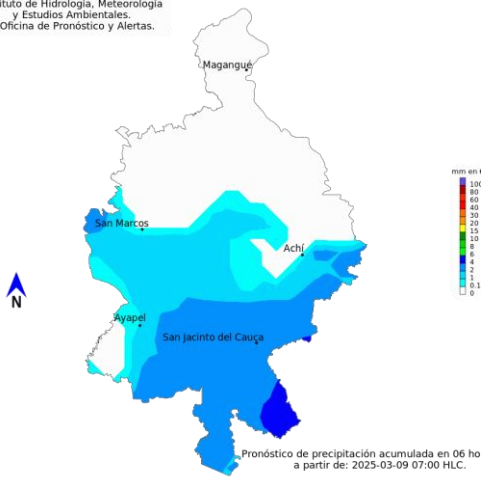 ituto de Hidrología, Meteorología
y Estudios Ambientales.
Oficina de Pronóstico y Alertas.
Magangué
mm en
100
80
60
40
30
20
15
10
8
6
4
2
1
0.1
0
San Marcos
Achí
N
Ayapel
San Jacinto del Cauca
Pronóstico de precipitación acumulada en 06 ho
a partir de: 2025-03-09 07:00 HLC.